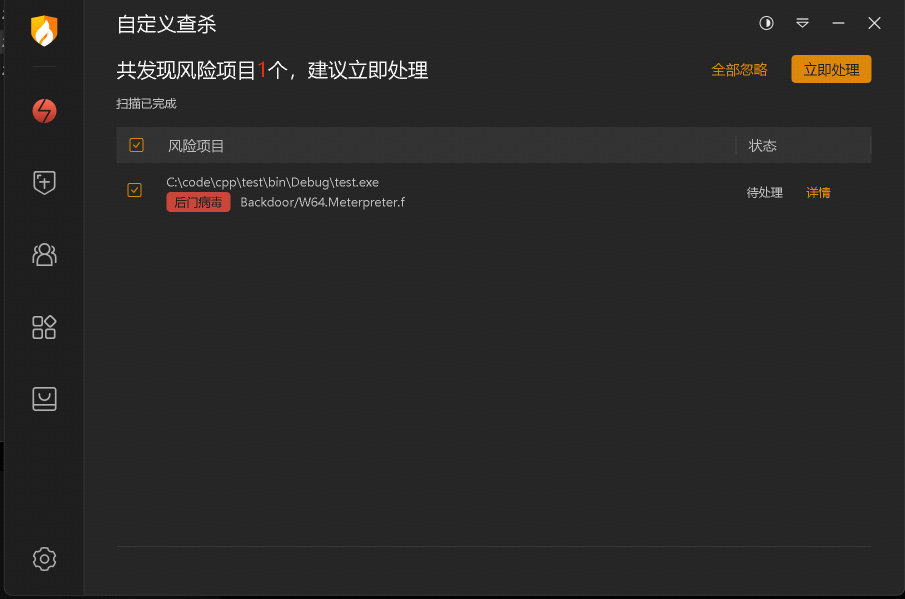 自定义查杀
共发现风险项目1个，建议立即处理
全部忽略
立即处理
扫描已完成
风险项目
状态
C:\code\cpp\test\bin\Debug\test.exe
后门病毒 Backdoor/W64.Meterpreter.f
待处理
详情